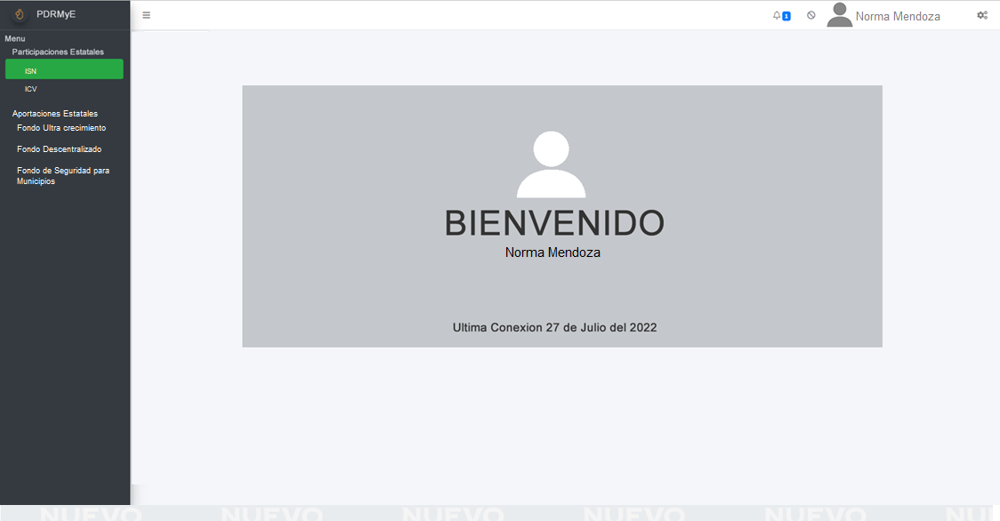 PDRMyE
1
Norma Mendoza
Menu
Participaciones Estatales
ISN
ICV
Aportaciones Estatales
Fondo Ultra crecimiento
Fondo Descentralizado
Fondo de Seguridad para
Municipios
BIENVENIDO
Norma Mendoza
Ultima Conexion 27 de Julio del 2022
NUEVO NUEVO NUEVO NUEVO NUEVO NU